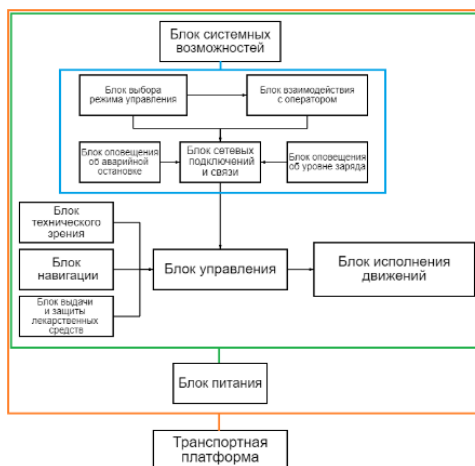 Блок системных
возможностей
Блок выбора
режима управления
Блок взаимодействия
с оператором
Блок оповещения
об аварийной
остановке
Блок сетевых
подключений
и связи
Блок оповещения
об уровне заряда
Блок
технического
зрения
Блок
навигации
Блок выдачи
и защиты
лекарственных
средств
Блок управления
Блок исполнения
движений
Блок питания
Транспортная
платформа